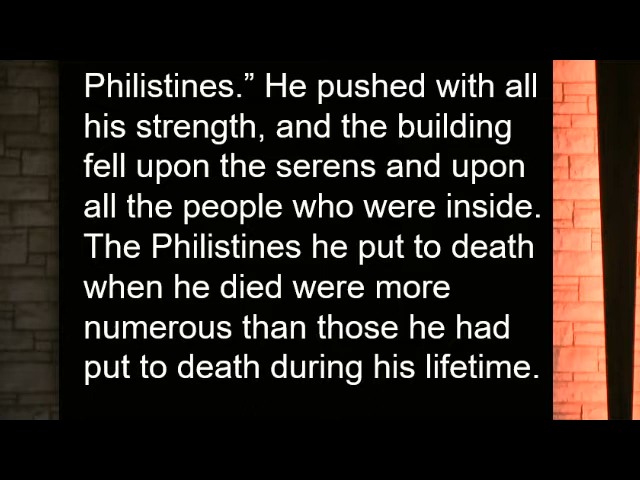 Philistines.” He pushed with all
his strength, and the building
fell upon the serens and upon
all the people who were inside.
The Philistines he put to death
when he died were more
numerous than those he had
put to death during his lifetime.